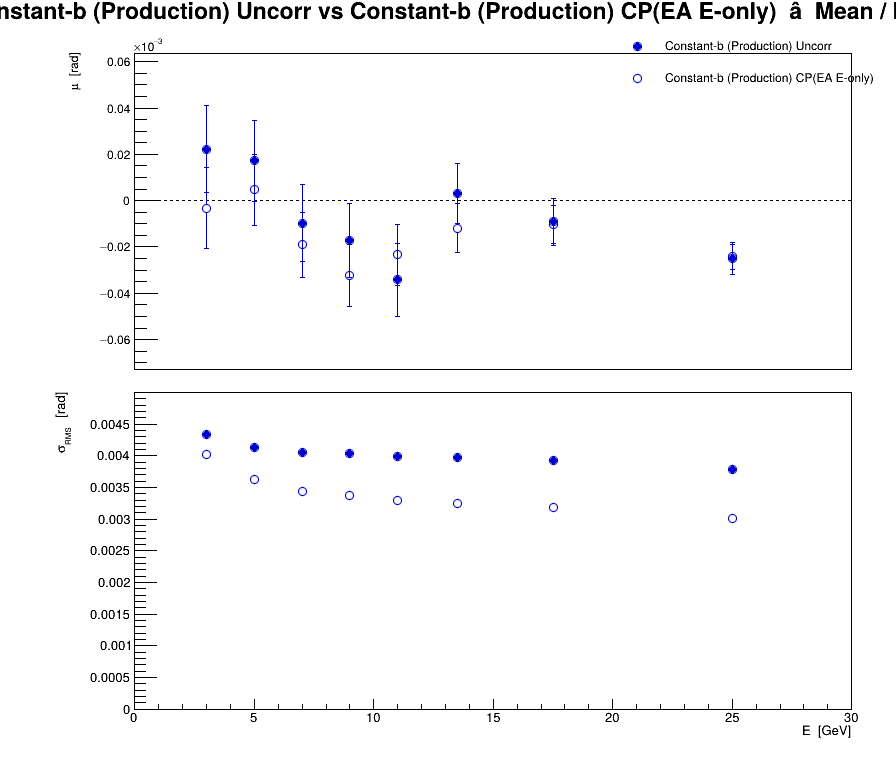 nstant-b (Production) Uncorr vs Constant-b (Production) CP(EA E-only) â Mean /
×10⁻³
Constant-b (Production) Uncorr
Constant-b (Production) CP(EA E-only)
μ [rad]
0.06
0.04
0.02
0
−0.02
−0.04
−0.06
σRMS [rad]
0.0045
0.004
0.0035
0.003
0.0025
0.002
0.0015
0.001
0.0005
0
0 5 10 15 20 25 30
E [GeV]